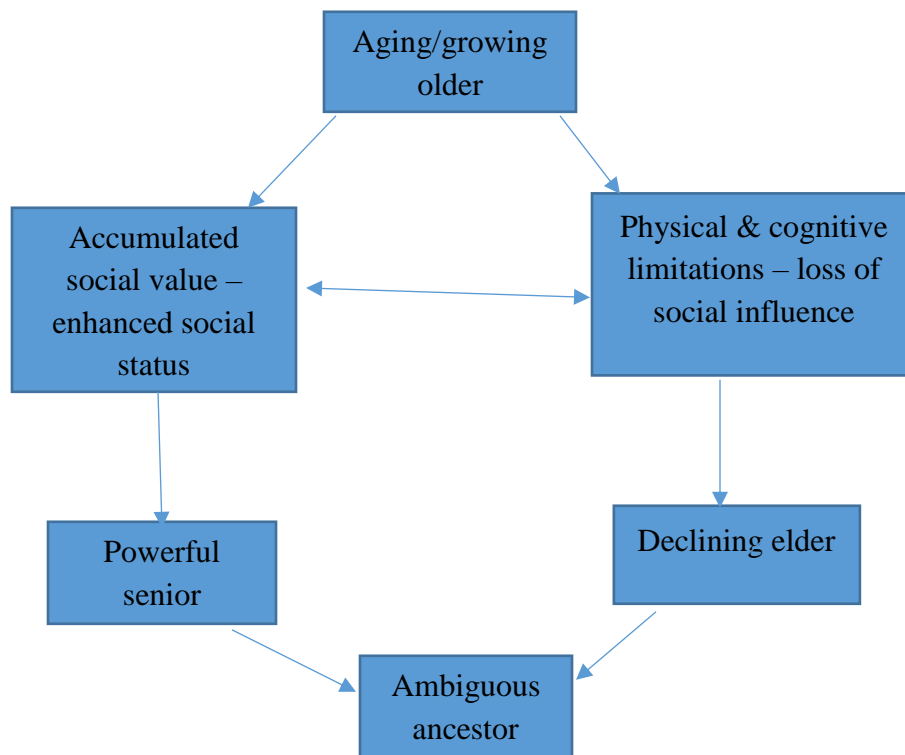 Aging/growing
older
Accumulated
social value –
enhanced social
status
Physical & cognitive
limitations – loss of
social influence
Powerful
senior
Declining elder
Ambiguous
ancestor